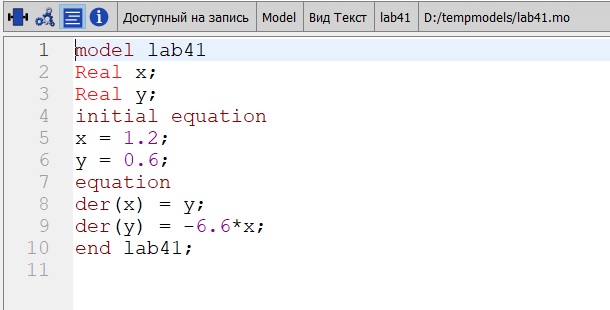 Доступный на запись Model Вид Текст lab41 D:/tempmodels/lab41.mo
1 model lab41
2 Real x;
3 Real y;
4 initial equation
5 x = 1.2;
6 y = 0.6;
7 equation
8 der(x) = y;
9 der(y) = -6.6*x;
10 end lab41;
11